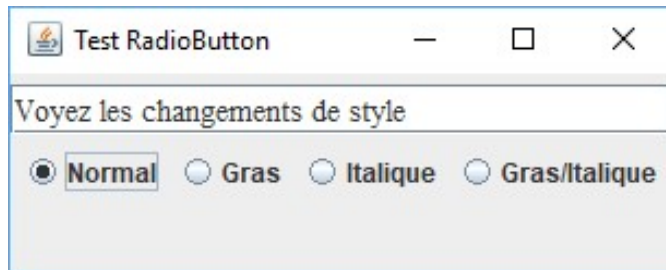 Test RadioButton
Voyez les changements de style
Normal Gras Italique Gras/Italique